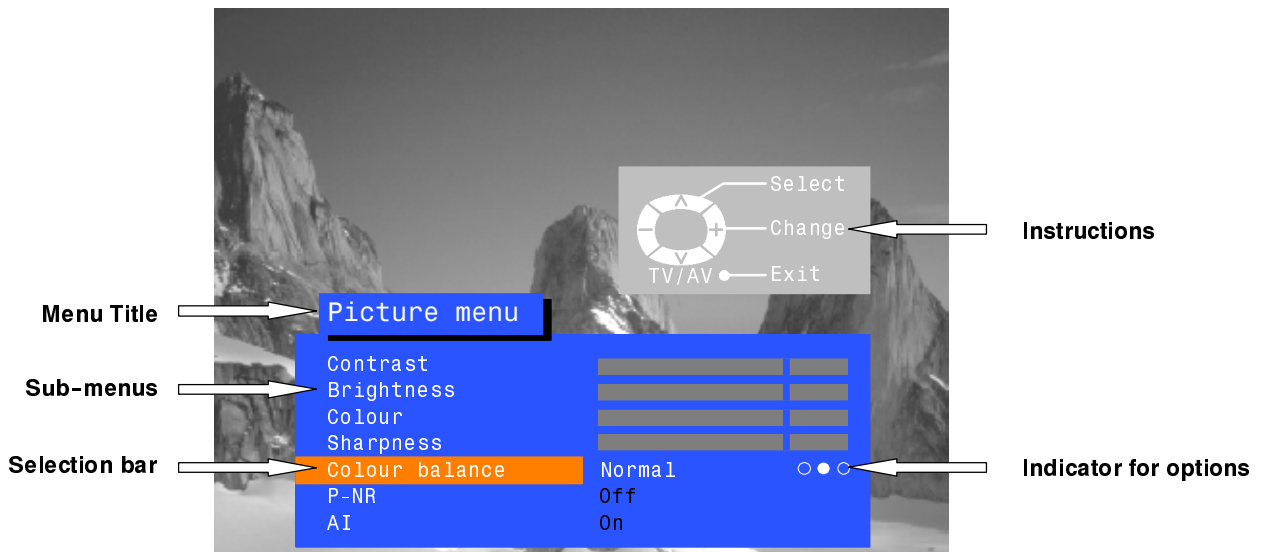 Select
Change
TV/AV Exit
Instructions
Menu Title
Picture menu
Sub-menus
Contrast
Brightness
Colour
Sharpness
Selection bar
Colour balance Normal
Indicator for options
P-NR Off
AI On